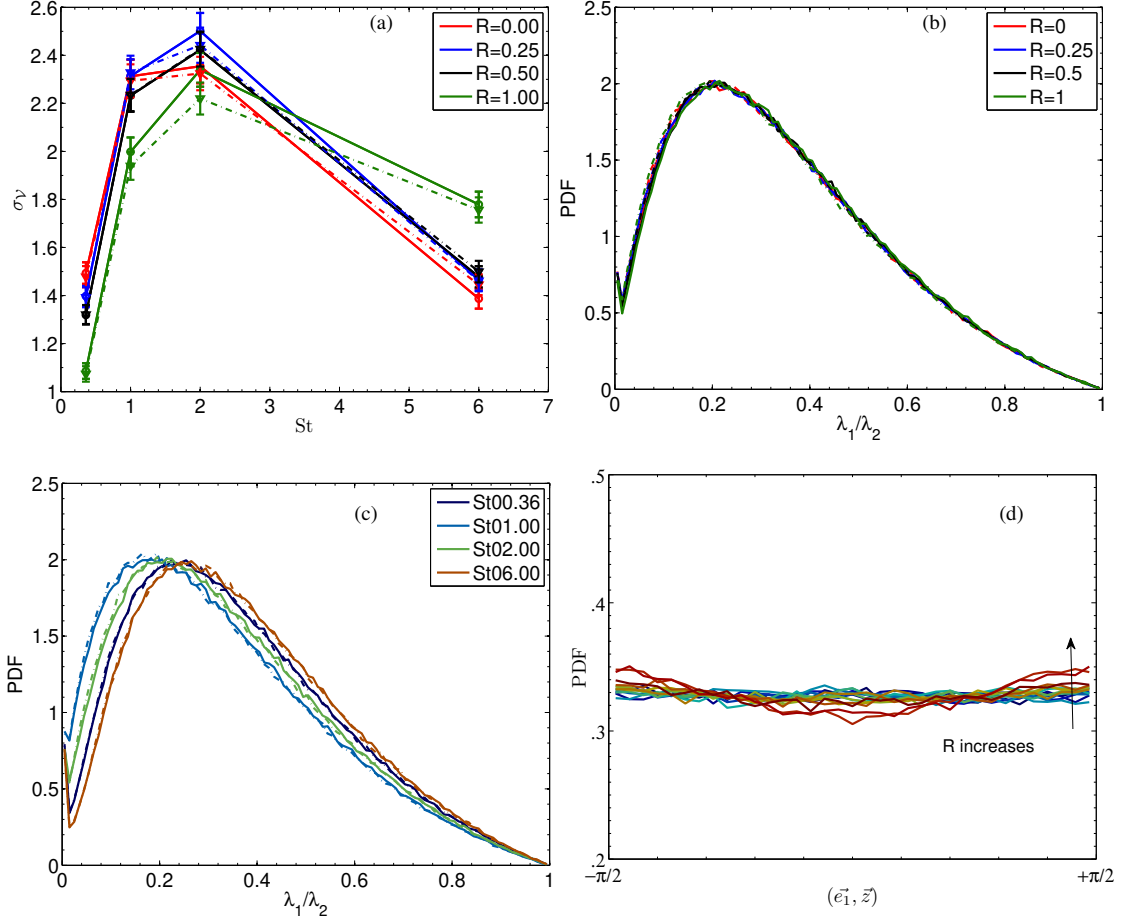 (a)
R=0.00
R=0.25
R=0.50
R=1.00
2.6
2.4
2.2
2
1.8
1.6
1.4
1.2
1
σ𝒱
0 1 2 3 4 5 6 7
St
(b)
R=0
R=0.25
R=0.5
R=1
2.5
2
1.5
1
0.5
0
PDF
0 0.2 0.4 0.6 0.8 1
λ1/λ2
(c)
St00.36
St01.00
St02.00
St06.00
2.5
2
1.5
1
0.5
0
PDF
0 0.2 0.4 0.6 0.8 1
λ1/λ2
(d)
.5
.4
.3
.2
PDF
R increases
−π/2 +π/2
(e⃗1, z⃗)